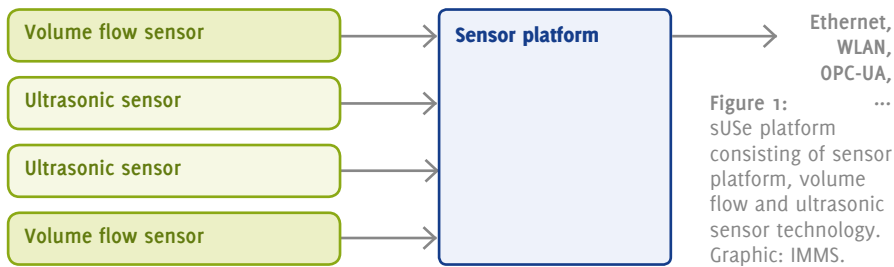 Volume flow sensor
Ultrasonic sensor
Ultrasonic sensor
Volume flow sensor
Sensor platform
Ethernet,
WLAN,
OPC-UA,
...
Figure 1:
sUSe platform
consisting of sensor
platform, volume
flow and ultrasonic
sensor technology.
Graphic: IMMS.